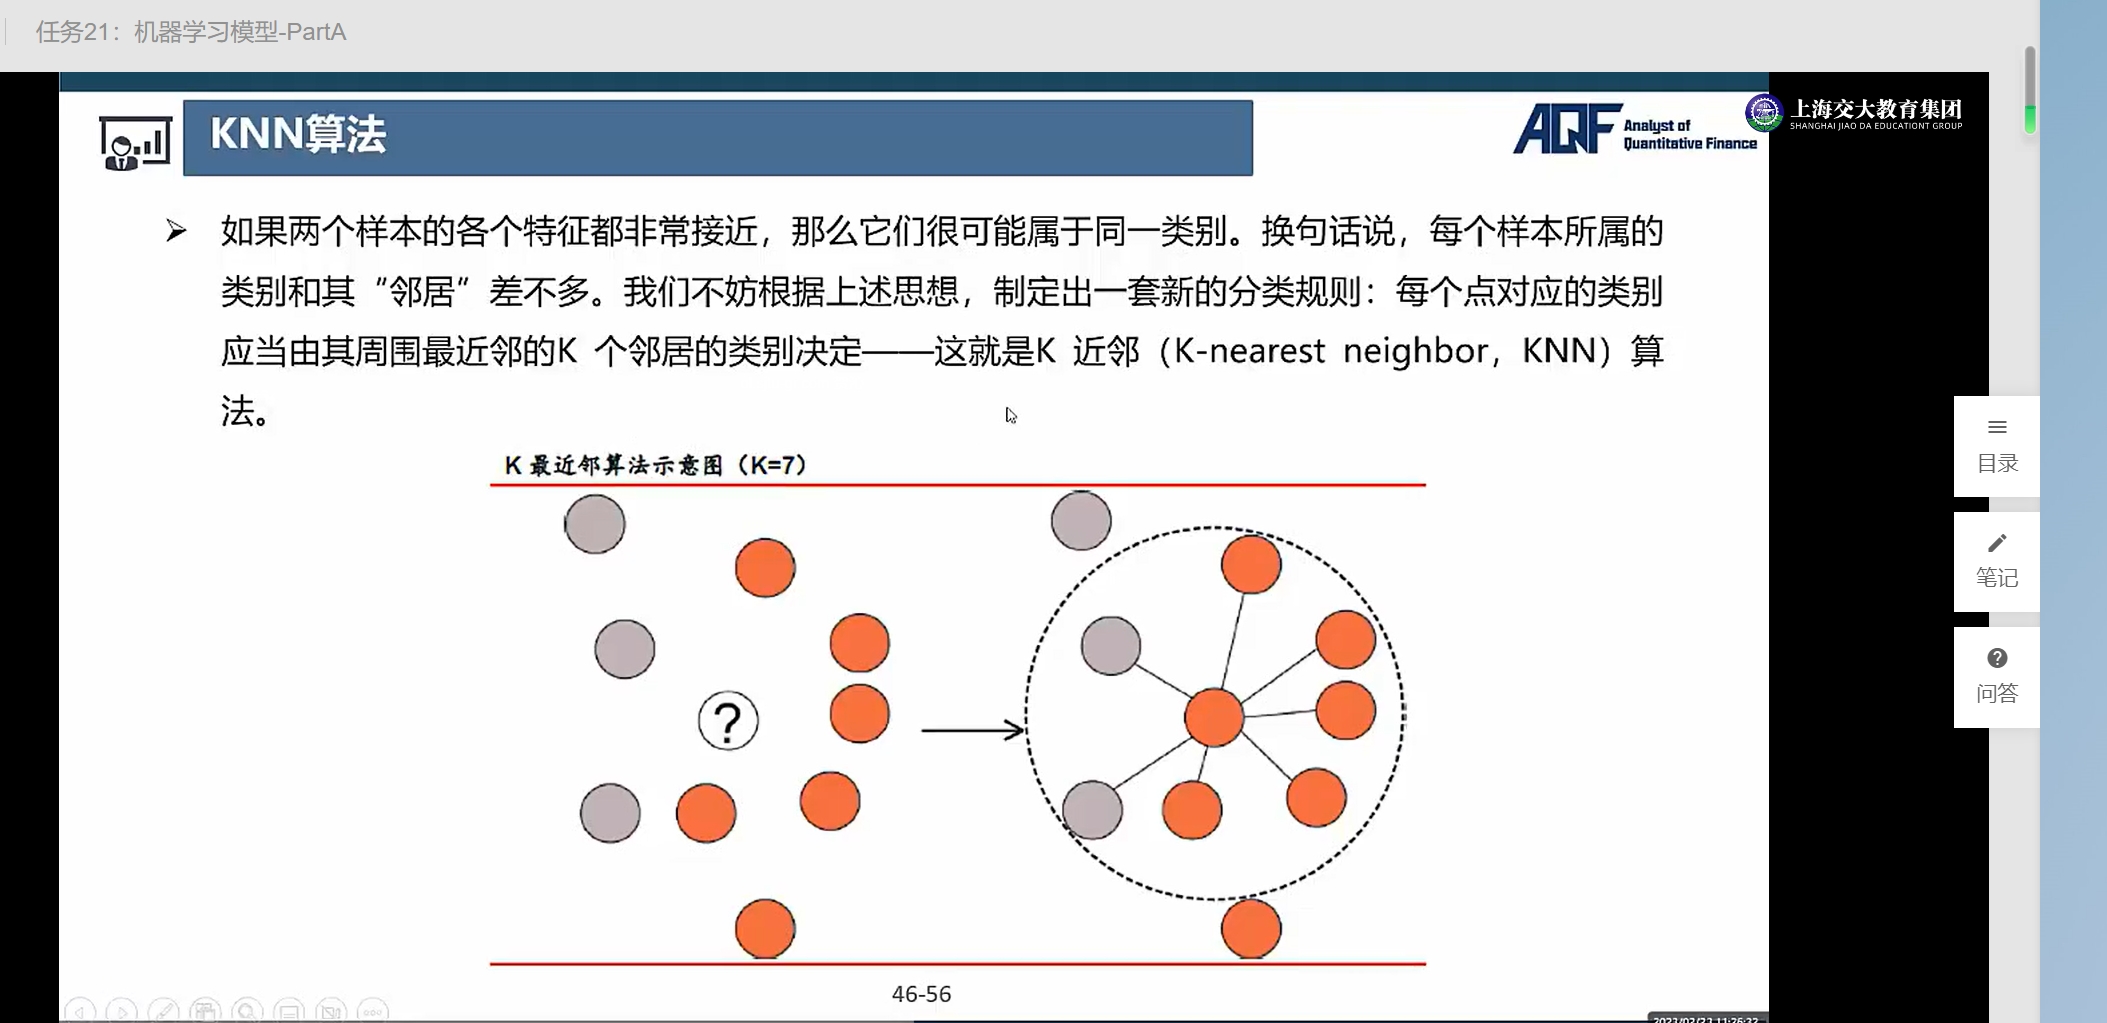 任务21：机器学习模型-PartA
KNN算法
AQF Analyst of
Quantitative Finance
上海交大教育集团
SHANGHAI JIAO DA EDUCATIONT GROUP
如果两个样本的各个特征都非常接近，那么它们很可能属于同一类别。换句话说，每个样本所属的
类别和其“邻居”差不多。我们不妨根据上述思想，制定出一套新的分类规则：每个点对应的类别
应当由其周围最近邻的K 个邻居的类别决定——这就是K 近邻（K-nearest neighbor，KNN）算
法。
K 最近邻算法示意图（K=7）
?
目录
笔记
问答
46-56